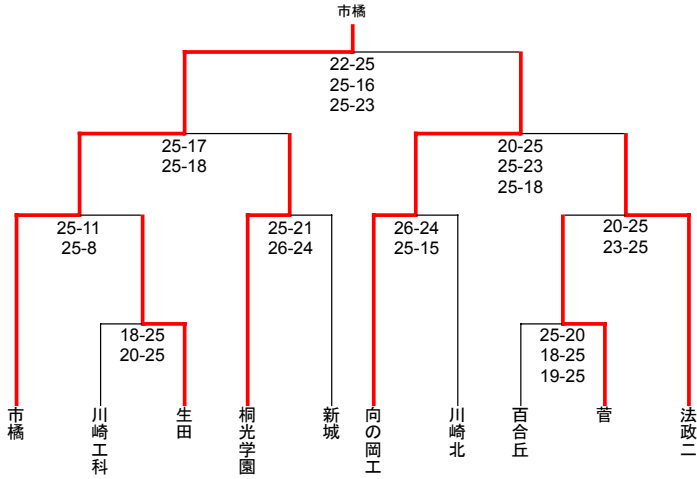 市橘
22-25
25-16
25-23
25-17
25-18
20-25
25-23
25-18
25-11
25-8
25-21
26-24
26-24
25-15
20-25
23-25
18-25
20-25
25-20
18-25
19-25
市橘
川崎工科
生田
桐光学園
新城
向の岡工
川崎北
百合丘
菅
法政二